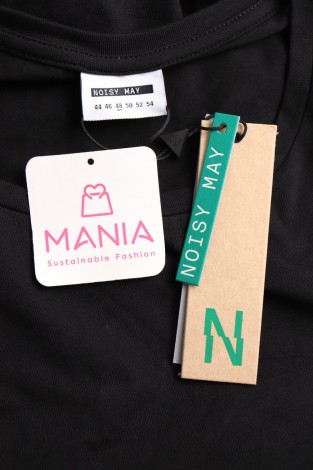 NOISY MAY
44 46 48 50 52 54
MANIA
Sustainable Fashion
NOISY MAY
N